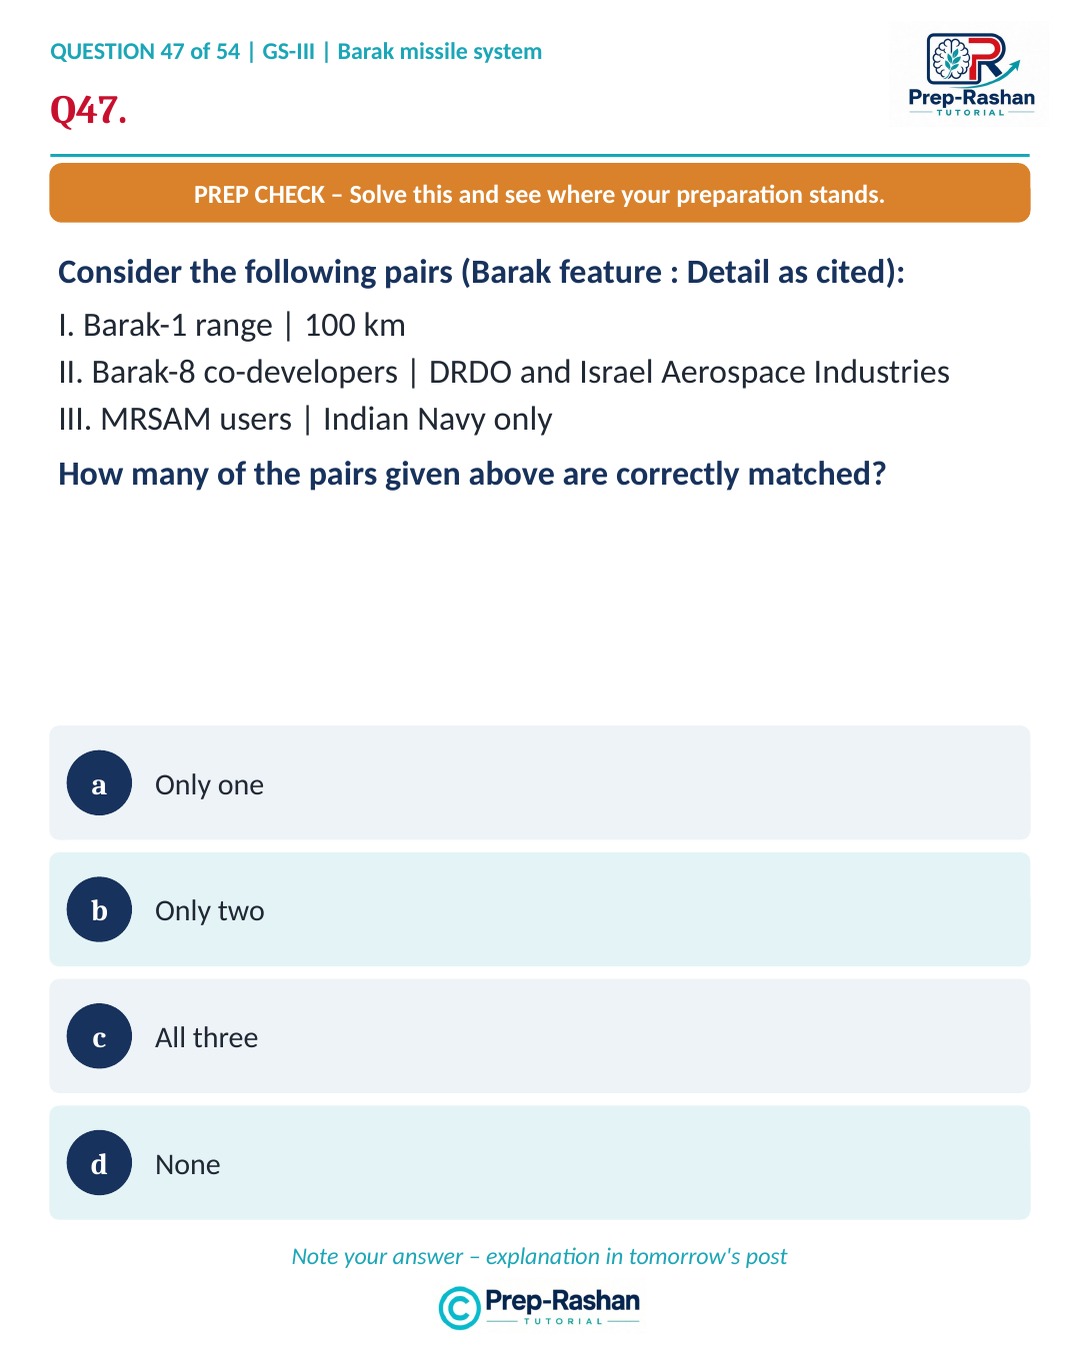 QUESTION 47 of 54 | GS-III | Barak missile system
Prep-Rashan
TUTORIAL
Q47.
PREP CHECK – Solve this and see where your preparation stands.
Consider the following pairs (Barak feature : Detail as cited):
I. Barak-1 range | 100 km
II. Barak-8 co-developers | DRDO and Israel Aerospace Industries
III. MRSAM users | Indian Navy only
How many of the pairs given above are correctly matched?
a Only one
b Only two
c All three
d None
Note your answer – explanation in tomorrow's post
© Prep-Rashan
TUTORIAL